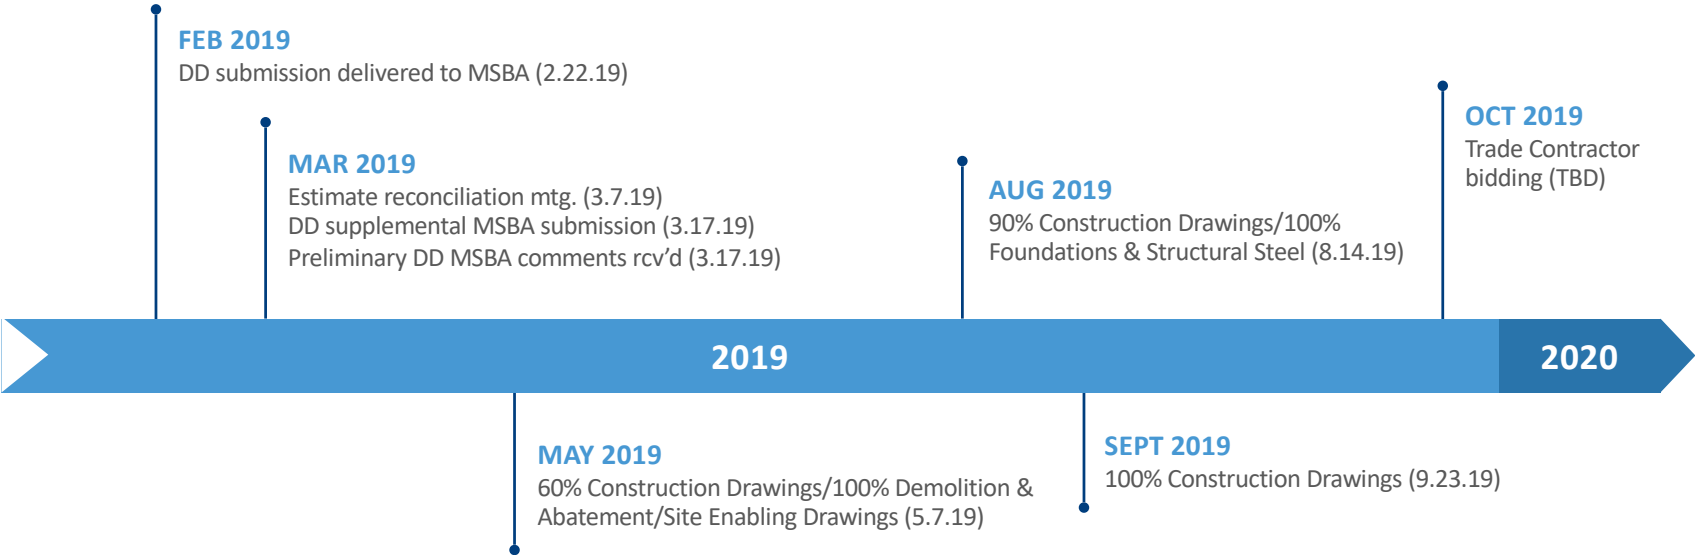 FEB 2019
DD submission delivered to MSBA (2.22.19)
MAR 2019
Estimate reconciliation mtg. (3.7.19)
DD supplemental MSBA submission (3.17.19)
Preliminary DD MSBA comments rcv’d (3.17.19)
AUG 2019
90% Construction Drawings/100%
Foundations & Structural Steel (8.14.19)
OCT 2019
Trade Contractor
bidding (TBD)
2019
2020
MAY 2019
60% Construction Drawings/100% Demolition &
Abatement/Site Enabling Drawings (5.7.19)
SEPT 2019
100% Construction Drawings (9.23.19)